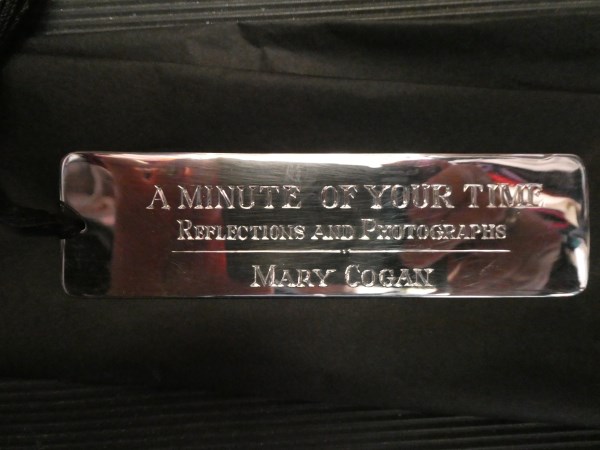 A MINUTE OF YOUR TIME
REFLECTIONS AND PHOTOGRAPHS
MARY COGAN